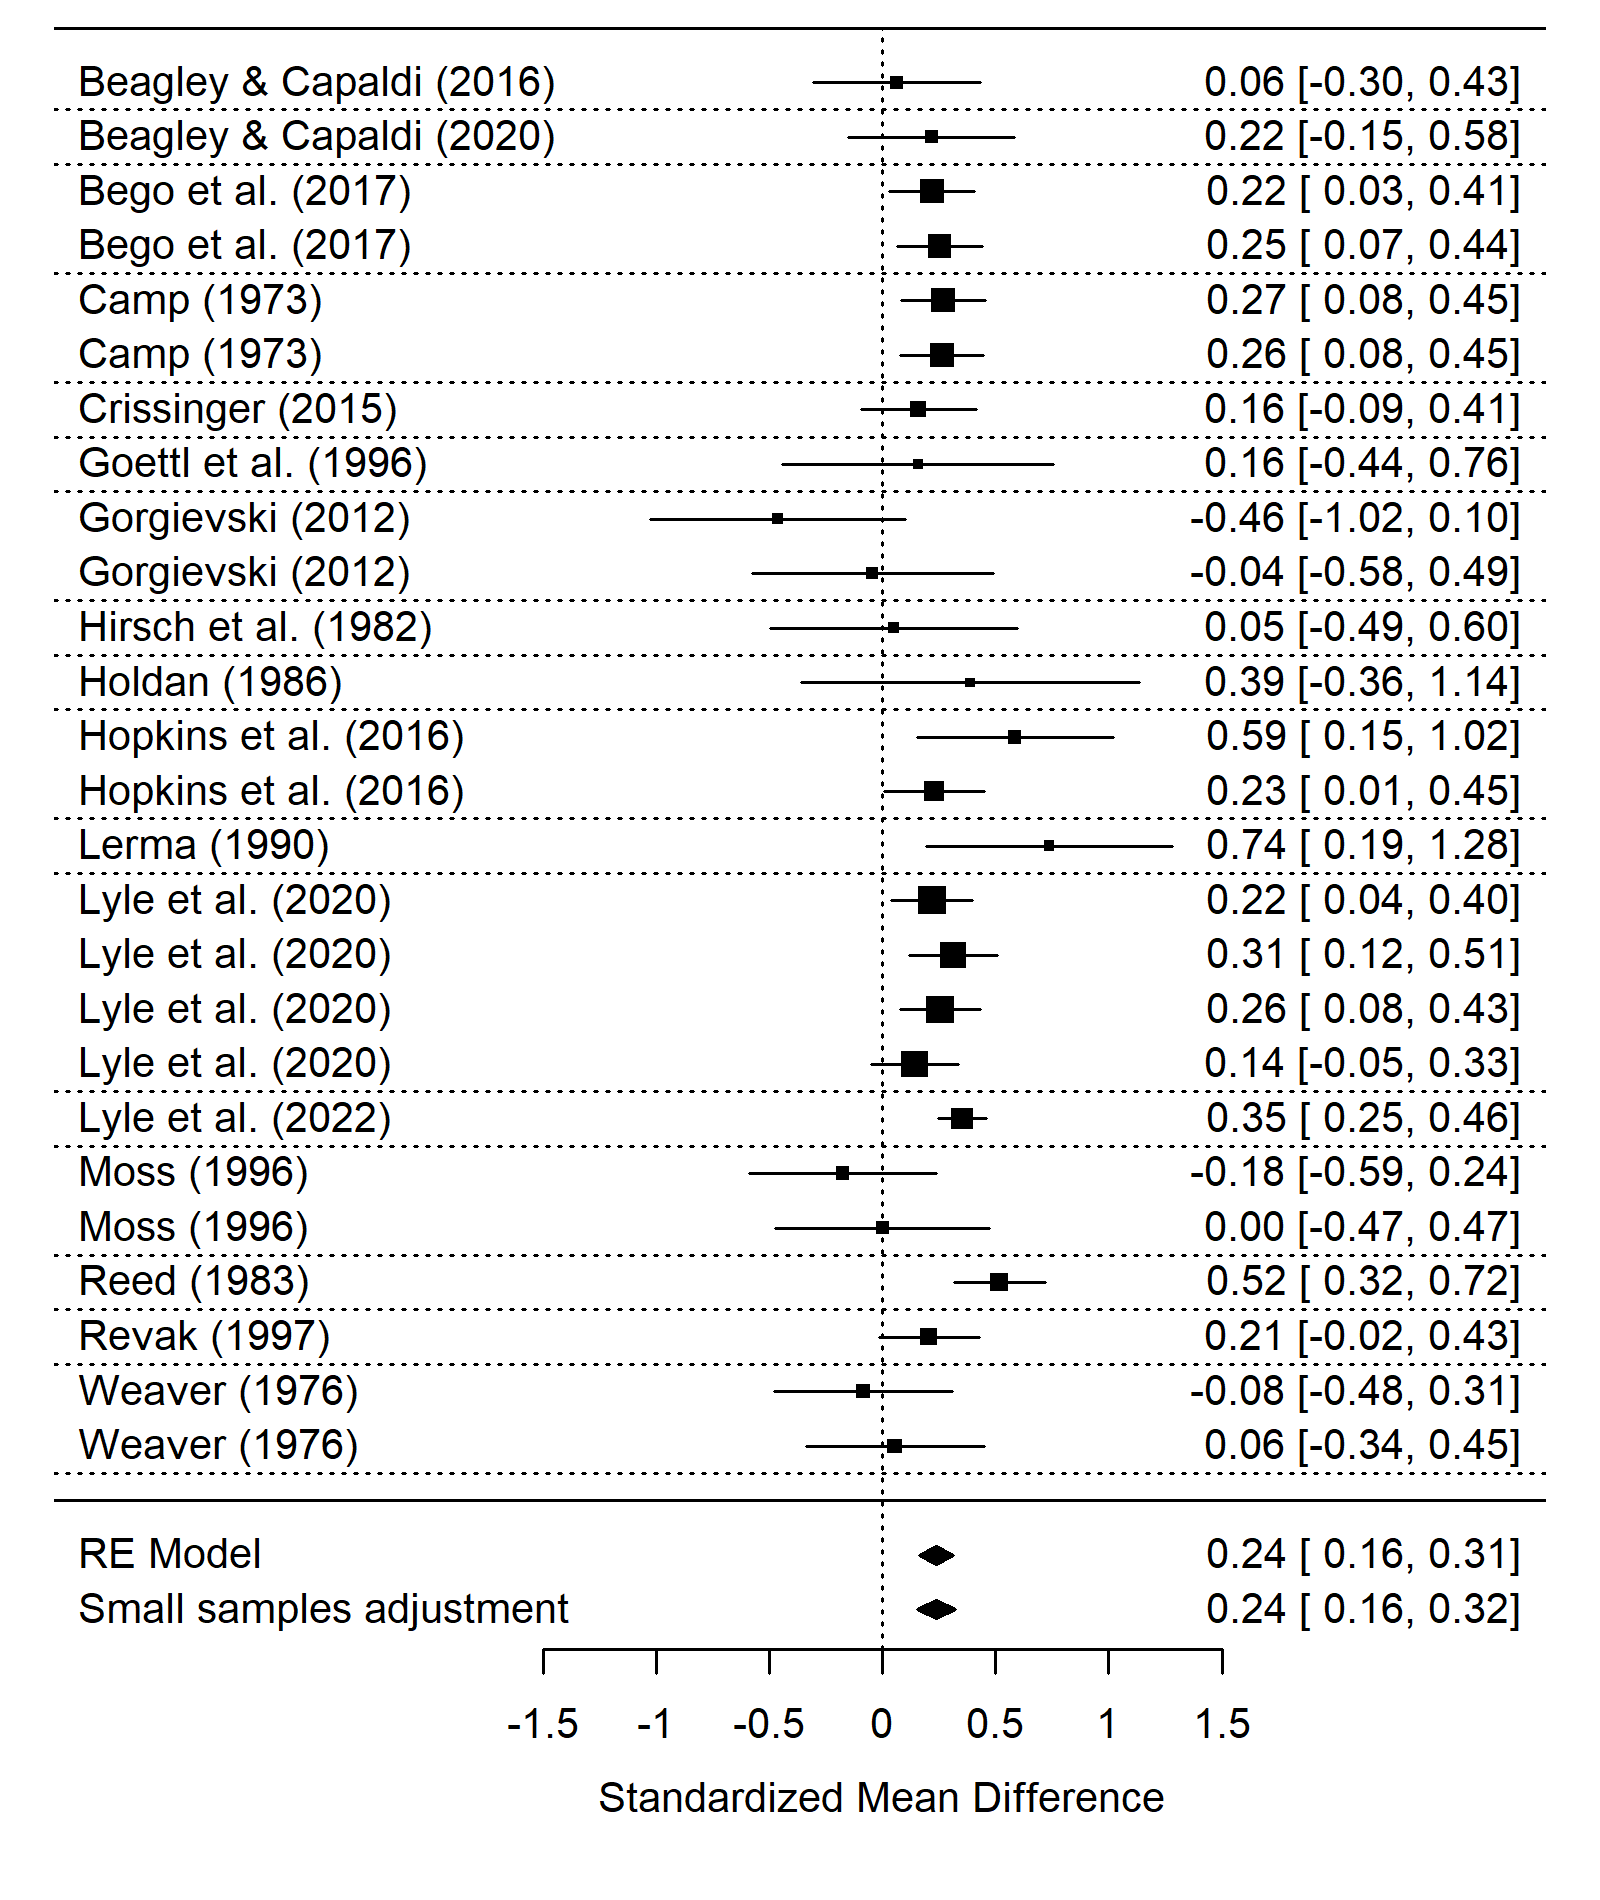 Beagley & Capaldi (2016) 0.06 [-0.30, 0.43]
Beagley & Capaldi (2020) 0.22 [-0.15, 0.58]
Bego et al. (2017) 0.22 [ 0.03, 0.41]
Bego et al. (2017) 0.25 [ 0.07, 0.44]
Camp (1973) 0.27 [ 0.08, 0.45]
Camp (1973) 0.26 [ 0.08, 0.45]
Crissinger (2015) 0.16 [-0.09, 0.41]
Goettl et al. (1996) 0.16 [-0.44, 0.76]
Gorgievski (2012) -0.46 [-1.02, 0.10]
Gorgievski (2012) -0.04 [-0.58, 0.49]
Hirsch et al. (1982) 0.05 [-0.49, 0.60]
Holdan (1986) 0.39 [-0.36, 1.14]
Hopkins et al. (2016) 0.59 [ 0.15, 1.02]
Hopkins et al. (2016) 0.23 [ 0.01, 0.45]
Lerma (1990) 0.74 [ 0.19, 1.28]
Lyle et al. (2020) 0.22 [ 0.04, 0.40]
Lyle et al. (2020) 0.31 [ 0.12, 0.51]
Lyle et al. (2020) 0.26 [ 0.08, 0.43]
Lyle et al. (2020) 0.14 [-0.05, 0.33]
Lyle et al. (2022) 0.35 [ 0.25, 0.46]
Moss (1996) -0.18 [-0.59, 0.24]
Moss (1996) 0.00 [-0.47, 0.47]
Reed (1983) 0.52 [ 0.32, 0.72]
Revak (1997) 0.21 [-0.02, 0.43]
Weaver (1976) -0.08 [-0.48, 0.31]
Weaver (1976) 0.06 [-0.34, 0.45]
RE Model 0.24 [ 0.16, 0.31]
Small samples adjustment 0.24 [ 0.16, 0.32]
-1.5 -1 -0.5 0 0.5 1 1.5
Standardized Mean Difference